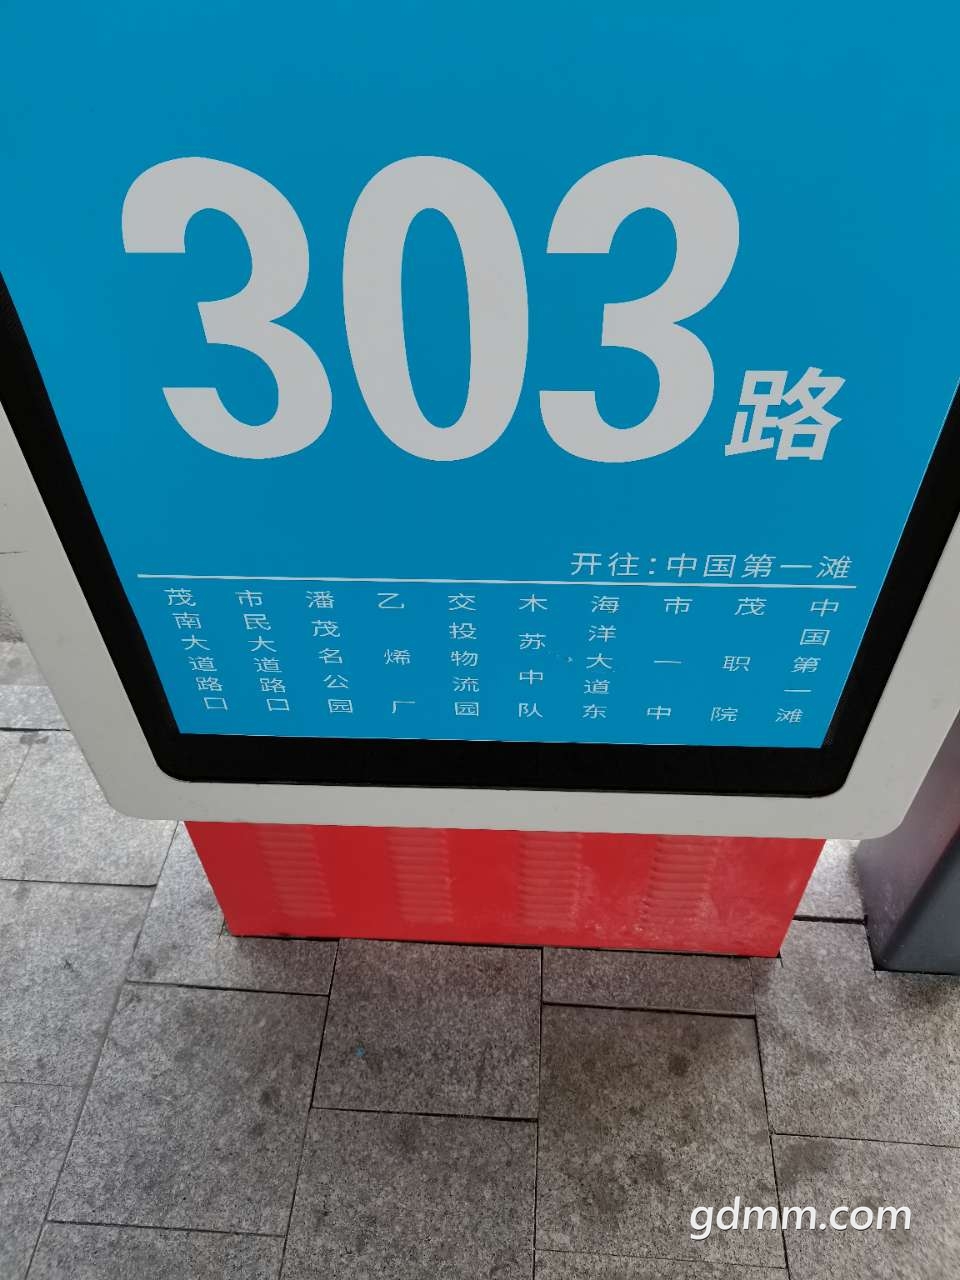 303路
开往:中国第一滩
茂南大道路口
市民大道路口
潘茂名公园
乙烯厂
交投物流园
木苏中队
海洋大道东
市一中
茂职院
中国第一滩
gdmm.com